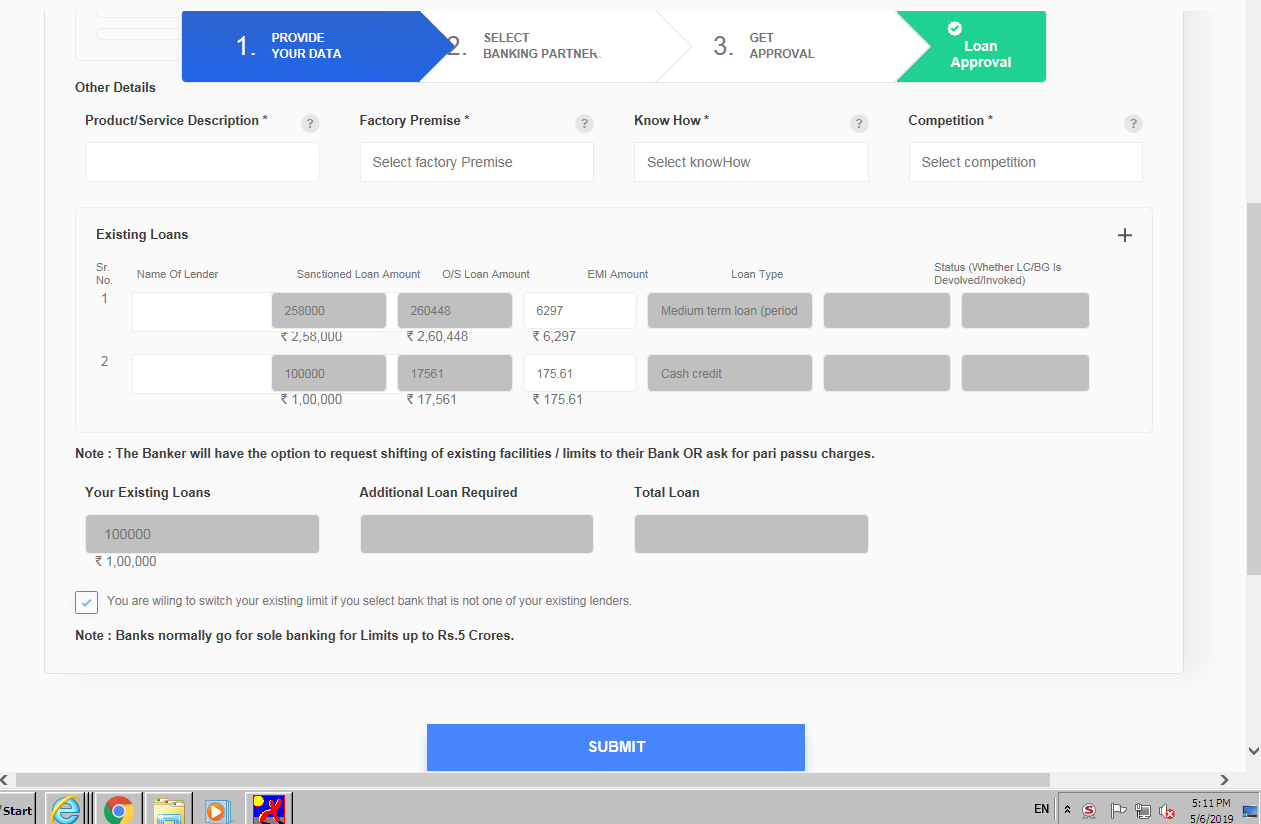 1. PROVIDE
YOUR DATA
2. SELECT
BANKING PARTNER
3. GET
APPROVAL
Loan
Approval
Other Details
Product/Service Description * ?
Factory Premise * ?
Know How * ?
Competition * ?
Select factory Premise
Select knowHow
Select competition
Existing Loans +
Sr.
No.
Name Of Lender
Sanctioned Loan Amount
O/S Loan Amount
EMI Amount
Loan Type
Status (Whether LC/BG Is
Devolved/Invoked)
1 258000 260448 6297 Medium term loan (period
₹ 2,58,000 ₹ 2,60,448 ₹ 6,297
2 100000 17561 175.61 Cash credit
₹ 1,00,000 ₹ 17,561 ₹ 175.61
Note : The Banker will have the option to request shifting of existing facilities / limits to their Bank OR ask for pari passu charges.
Your Existing Loans
Additional Loan Required
Total Loan
100000
₹ 1,00,000
You are wiling to switch your existing limit if you select bank that is not one of your existing lenders.
Note : Banks normally go for sole banking for Limits up to Rs.5 Crores.
SUBMIT
Start
EN
5:11 PM
5/6/2019